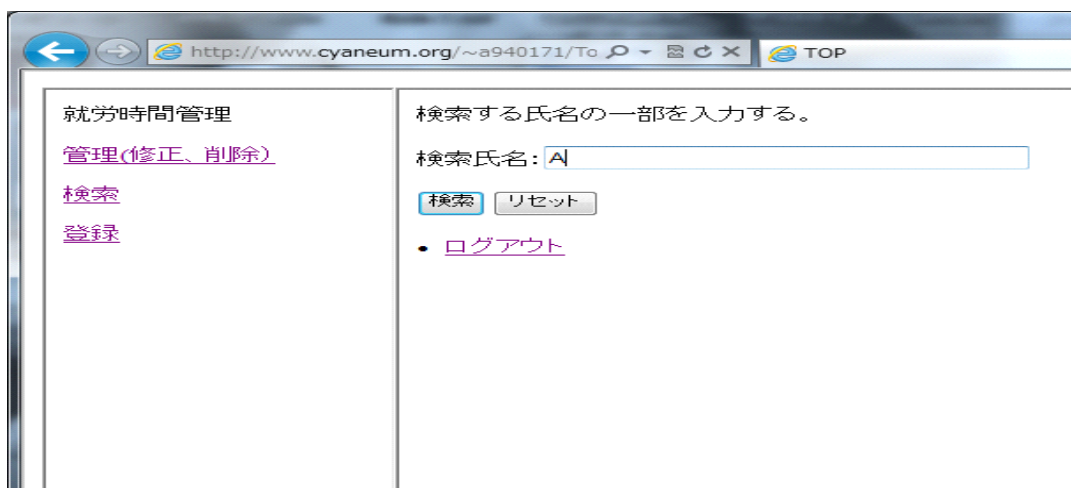 http://www.cyaneum.org/~a940171/To
TOP
就労時間管理
管理(修正、削除)
検索
登録
検索する氏名の一部を入力する。
検索氏名: A
検索 リセット
• ログアウト